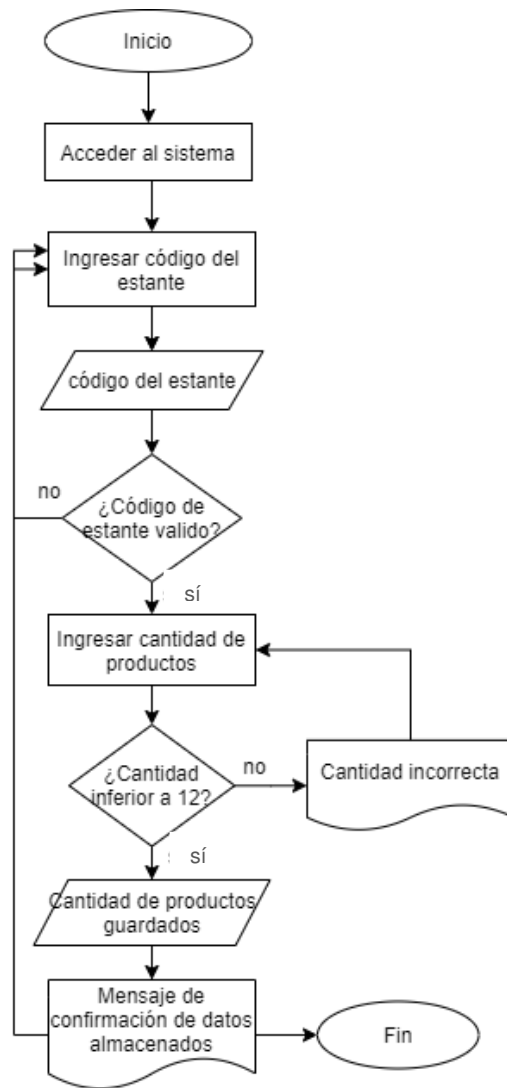 Inicio
Acceder al sistema
Ingresar código del
estante
código del estante
no
¿Código de
estante valido?
sí
Ingresar cantidad de
productos
¿Cantidad
inferior a 12?
no
Cantidad incorrecta
sí
Cantidad de productos
guardados
Mensaje de
confirmación de datos
almacenados
Fin